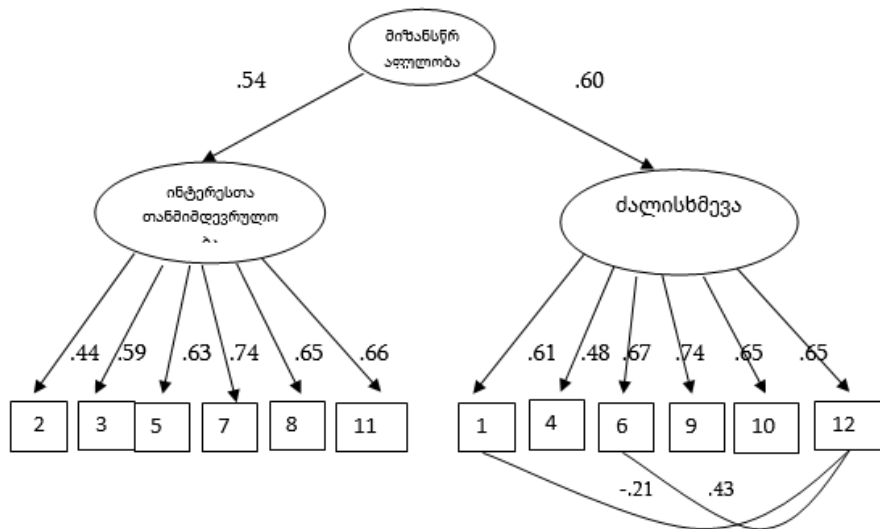 მიზანსწრ
აფულობა
.54
.60
ინტერესთა
თანმიმდევრულო
ბა
ძალისხმევა
.44 .59 .63 .74 .65 .66
.61 .48 .67 .74 .65 .65
2 3 5 7 8 11
1 4 6 9 10 12
-.21 .43